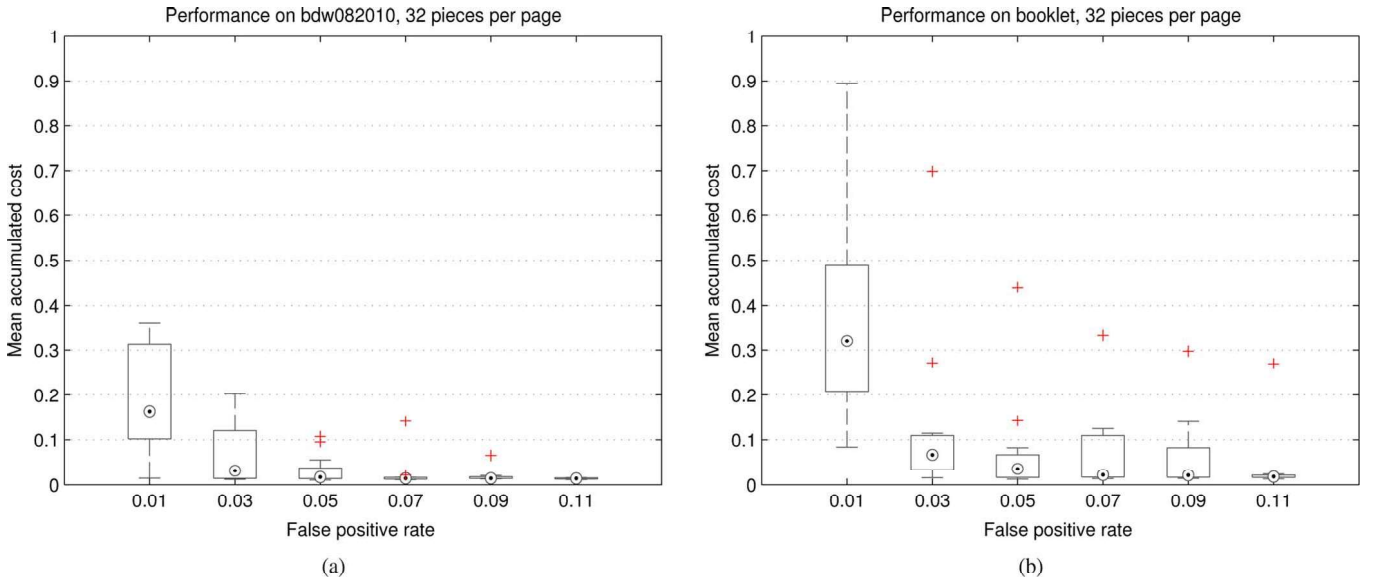 Performance on bdw082010, 32 pieces per page
1
0.9
0.8
0.7
0.6
0.5
0.4
0.3
0.2
0.1
0
Mean accumulated cost
0.01 0.03 0.05 0.07 0.09 0.11
False positive rate
(a)
Performance on booklet, 32 pieces per page
1
0.9
0.8
0.7
0.6
0.5
0.4
0.3
0.2
0.1
0
Mean accumulated cost
0.01 0.03 0.05 0.07 0.09 0.11
False positive rate
(b)